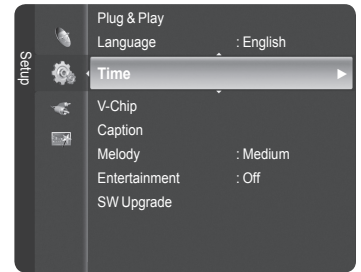 Setup
Plug & Play
Language : English
Time
V-Chip
Caption
Melody : Medium
Entertainment : Off
SW Upgrade